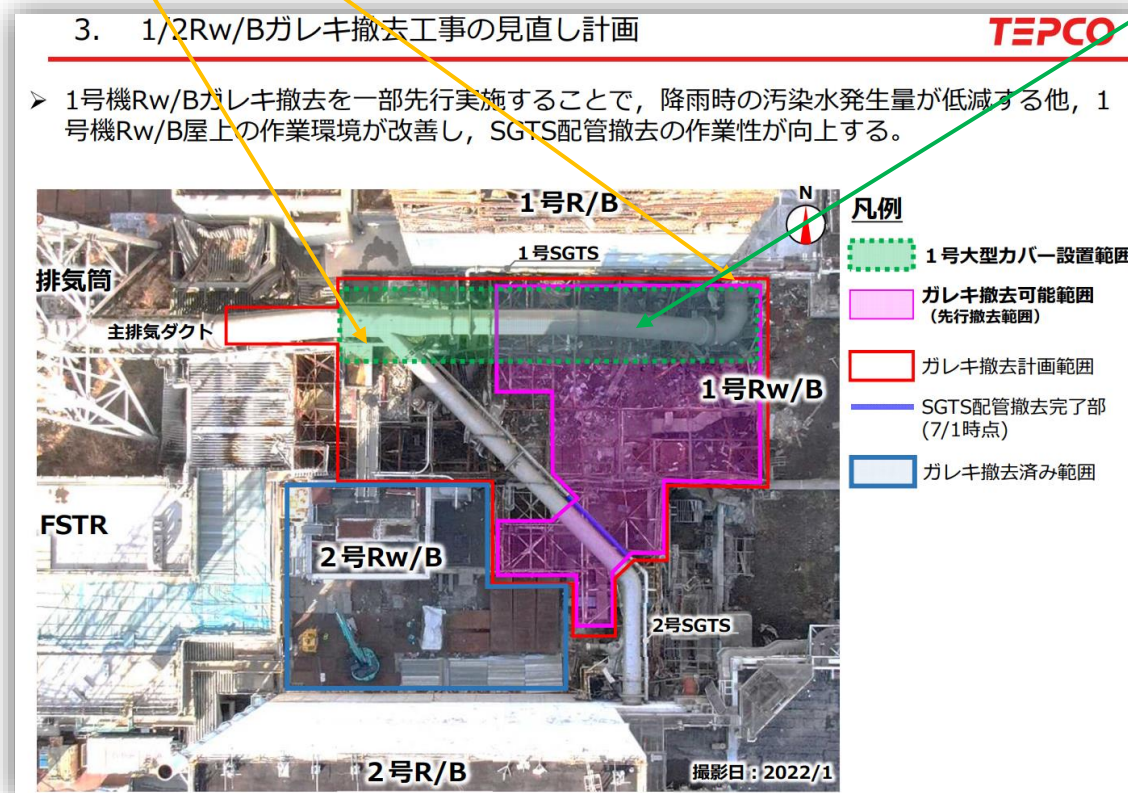 3. 1/2Rw/Bガレキ撤去工事の見直し計画
TEPCO
➢ 1号機Rw/Bガレキ撤去を一部先行実施することで，降雨時の汚染水発生量が低減する他，1
号機Rw/B屋上の作業環境が改善し，SGTS配管撤去の作業性が向上する。
1号R/B
N
凡例
1号SGTS
1号大型カバー設置範囲
排気筒
ガレキ撤去可能範囲
（先行撤去範囲）
主排気ダクト
ガレキ撤去計画範囲
1号Rw/B
SGTS配管撤去完了部
(7/1時点)
ガレキ撤去済み範囲
FSTR
2号Rw/B
2号SGTS
2号R/B
撮影日：2022/1